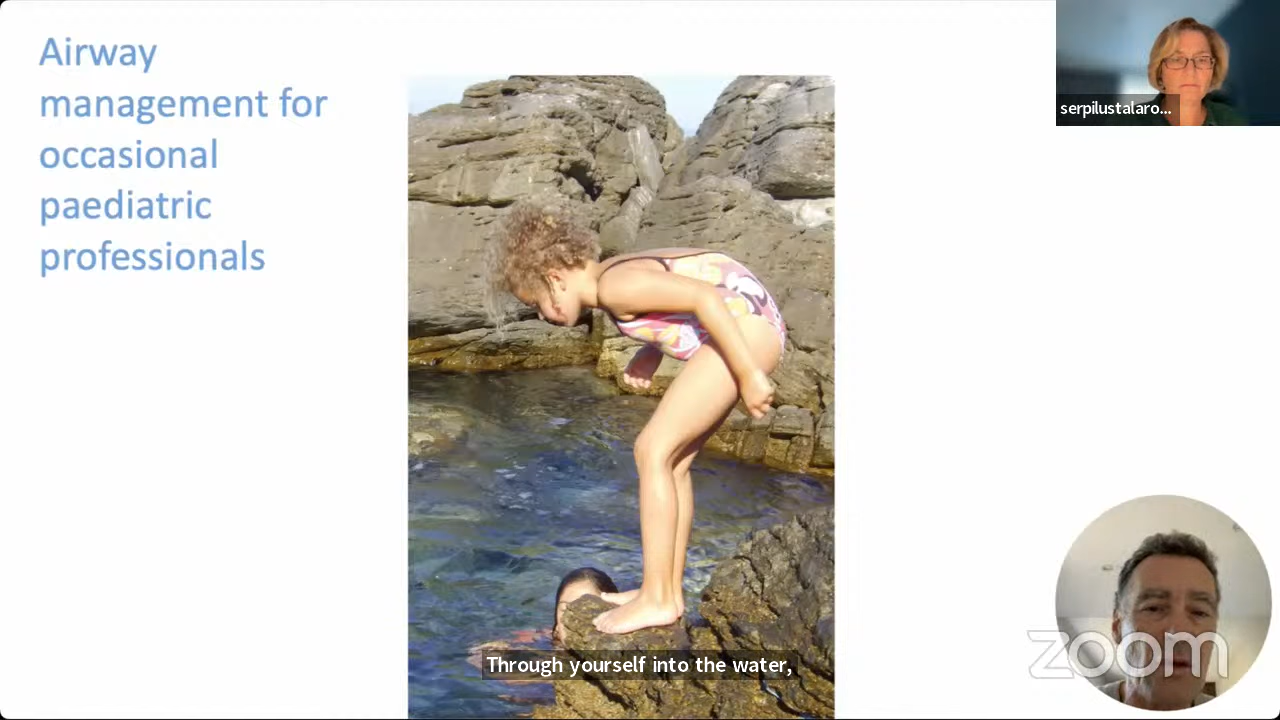 Airway
management for
occasional
paediatric
professionals
serpilustalaro...
Through yourself into the water,
zoom